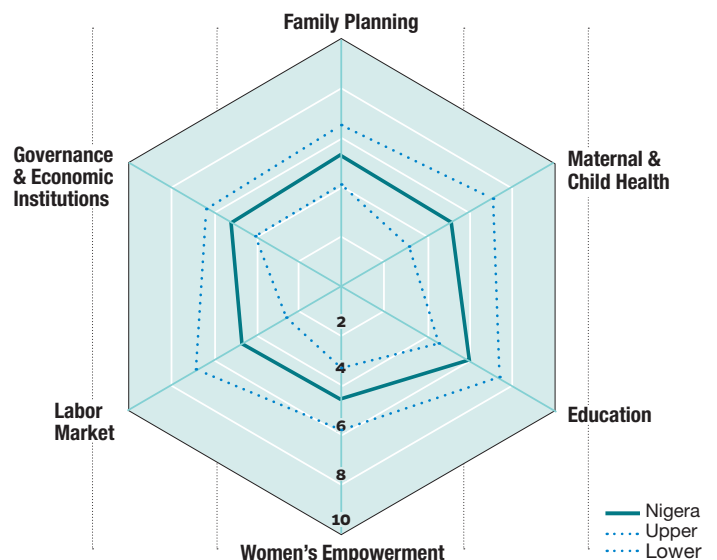 Family Planning
Governance
& Economic
Institutions
Maternal &
Child Health
2
4
6
8
10
Labor
Market
Education
Women's Empowerment
Nigera
Upper
Lower